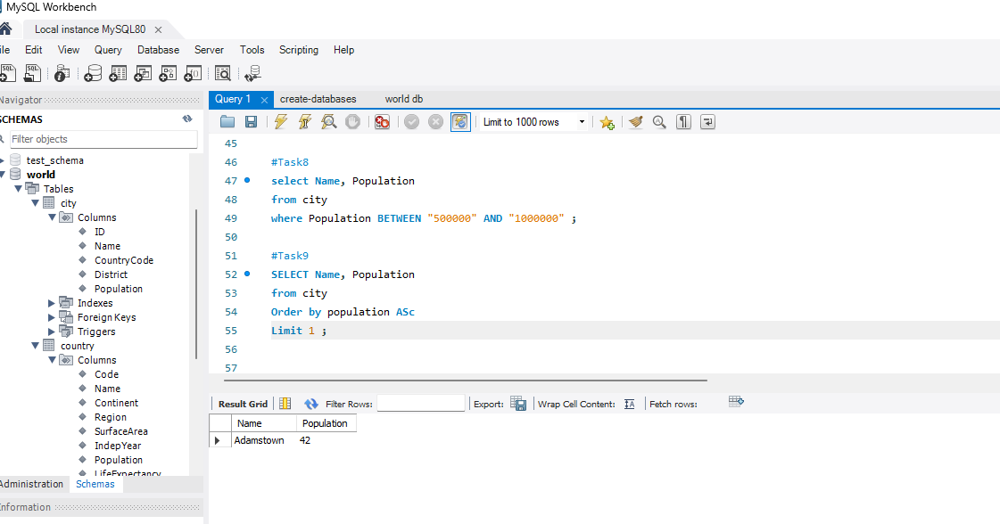 MySQL Workbench
Local instance MySQL80
ile Edit View Query Database Server Tools Scripting Help
Navigator
SCHEMAS
Filter objects
test_schema
world
Tables
city
Columns
ID
Name
CountryCode
District
Population
Indexes
Foreign Keys
Triggers
country
Columns
Code
Name
Continent
Region
SurfaceArea
IndepYear
Population
LifeExpectancy
Administration Schemas
Information
Query 1 create-databases world db
Limit to 1000 rows
45
46 #Task8
47 select Name, Population
48 from city
49 where Population BETWEEN "500000" AND "1000000" ;
50
51 #Task9
52 SELECT Name, Population
53 from city
54 Order by population ASc
55 Limit 1 ;
56
57
Result Grid Filter Rows: Export: Wrap Cell Content: Fetch rows:
Name Population
Adamstown 42